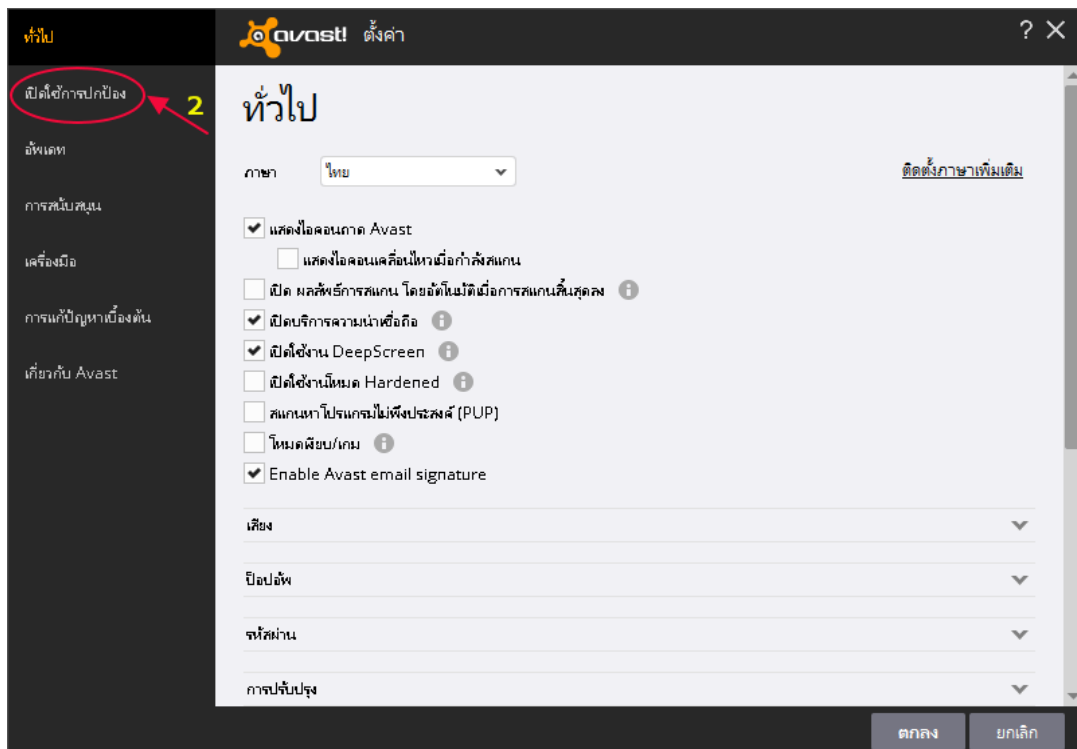 ทั่วไป
avast! ตั้งค่า
? ×
เปิดใช้การปกป้อง
2
อัพเดท
การสนับสนุน
เครื่องมือ
การแก้ปัญหาเบื้องต้น
เกี่ยวกับ Avast
ทั่วไป
ภาษา ไทย ติดตั้งภาษาเพิ่มเติม
แสดงไอคอนถาด Avast
แสดงไอคอนเคลื่อนไหวเมื่อกำลังสแกน
เปิด ผลลัพธ์การสแกน โดยอัตโนมัติเมื่อการสแกนสิ้นสุดลง
เปิดบริการความน่าเชื่อถือ
เปิดใช้งาน DeepScreen
เปิดใช้งานโหมด Hardened
สแกนหาโปรแกรมไม่พึงประสงค์ (PUP)
โหมดเงียบ/เกม
Enable Avast email signature
เสียง
ป็อปอัพ
รหัสผ่าน
การปรับปรุง
ตกลง ยกเลิก